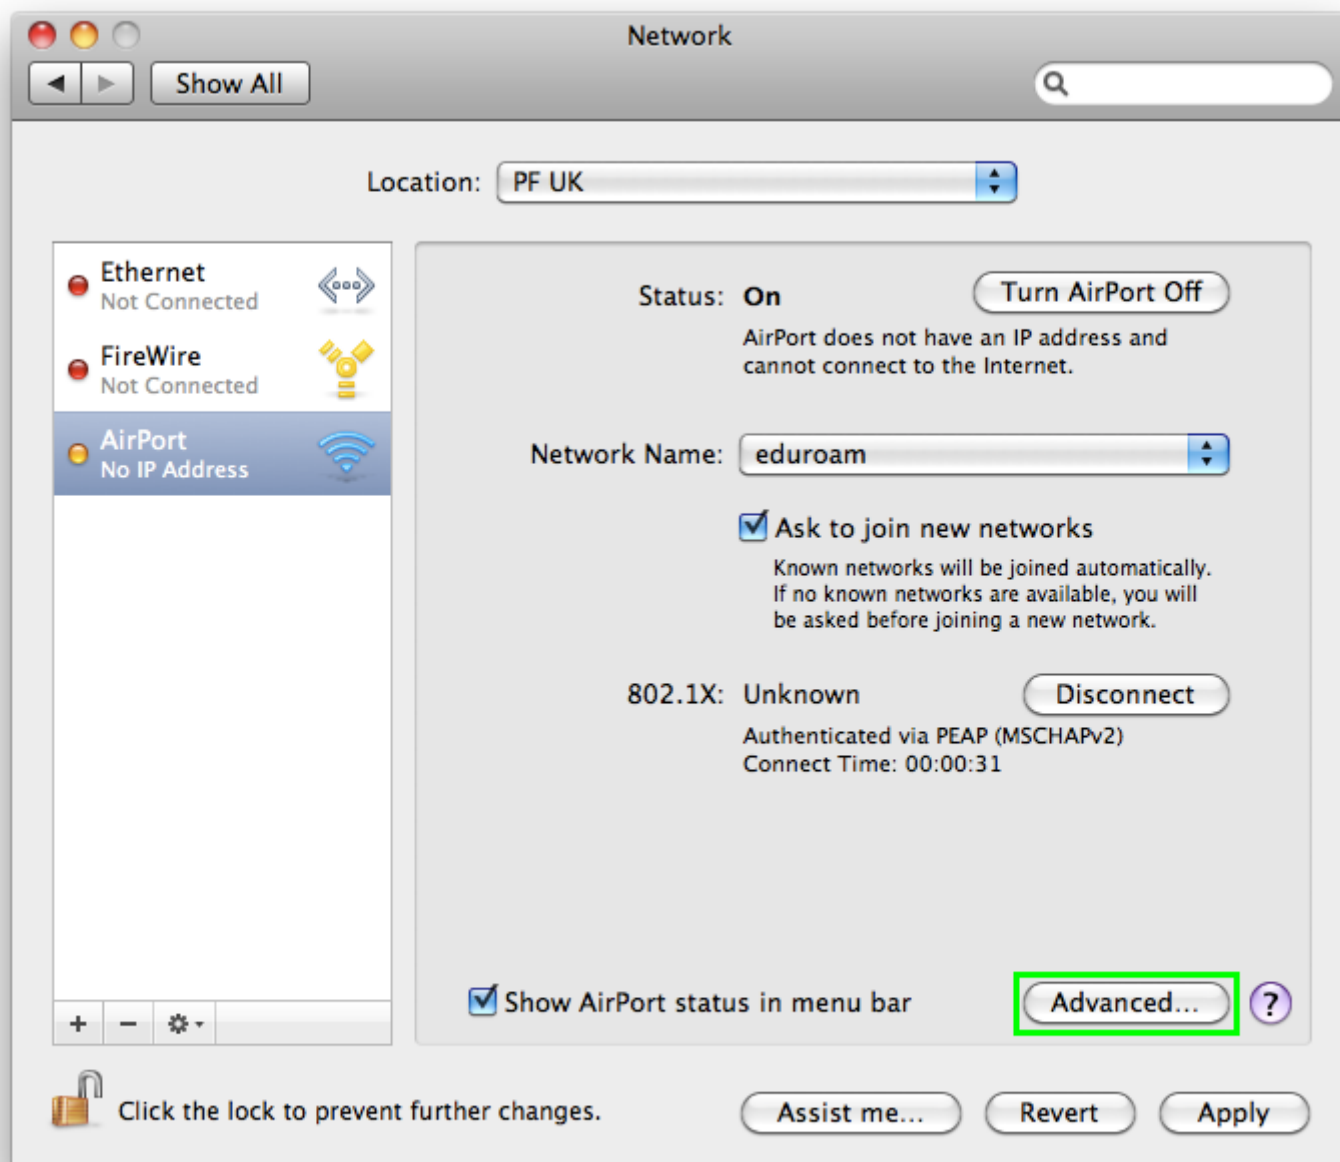 Network
Show All
Location: PF UK
Ethernet
Not Connected
FireWire
Not Connected
AirPort
No IP Address
Status: On
Turn AirPort Off
AirPort does not have an IP address and
cannot connect to the Internet.
Network Name: eduroam
Ask to join new networks
Known networks will be joined automatically.
If no known networks are available, you will
be asked before joining a new network.
802.1X: Unknown
Disconnect
Authenticated via PEAP (MSCHAPv2)
Connect Time: 00:00:31
Show AirPort status in menu bar
Advanced...
?
Click the lock to prevent further changes.
Assist me...
Revert
Apply